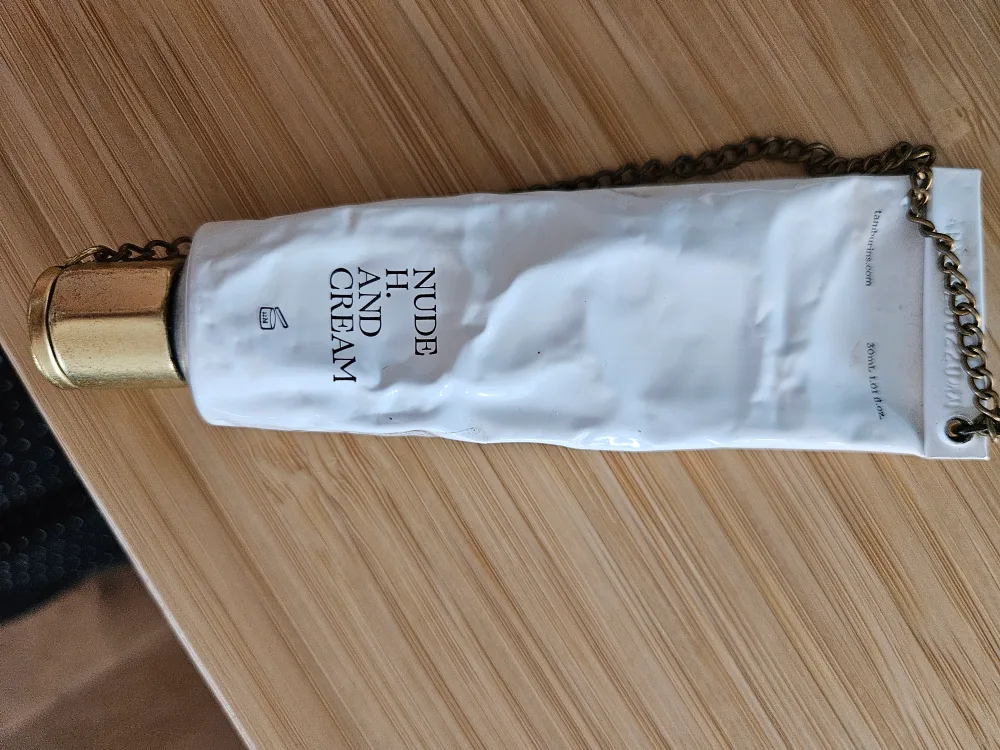 NUDE
H.
AND
CREAM
tamburins.com
30mL 1.01 fl.oz.